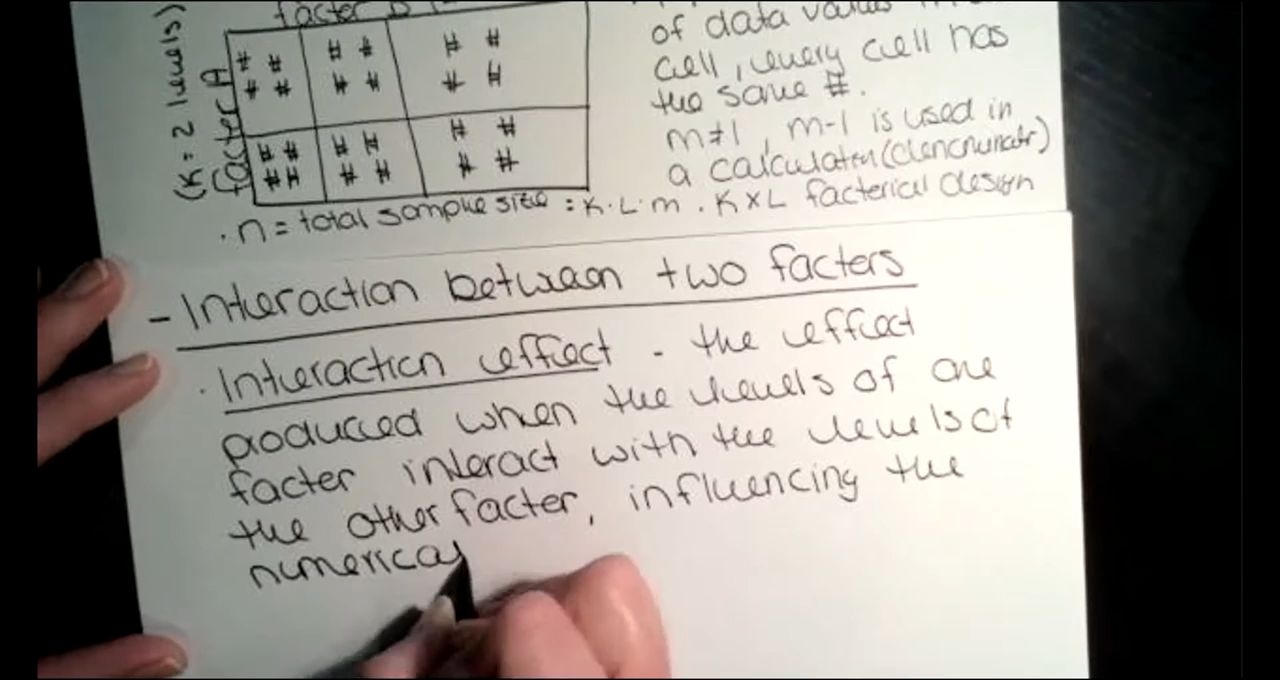 factor B
(K = 2 levels)
factor A
# # # # # #
# # # # # #
# # # # # #
# # # # # #
of data values
cell, every cell has
the same #.
m≠1, m-1 is used in
a calculation (denominator)
. n = total sample size = K·L·m . K×L factorial design
- Interaction between two factors
. Interaction effect - the effect
produced when the levels of one
factor interact with the levels of
the other factor, influencing the
numerical